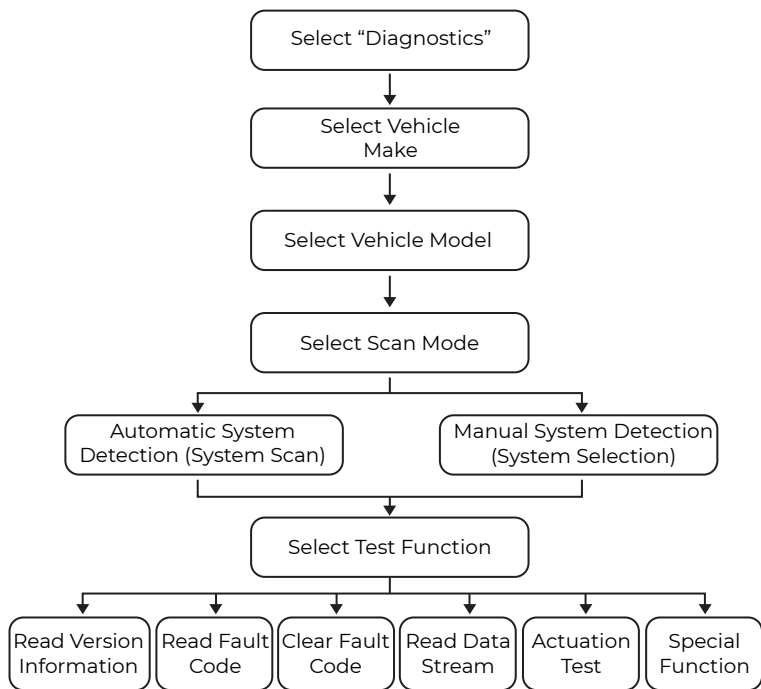 Select “Diagnostics”
Select Vehicle
Make
Select Vehicle Model
Select Scan Mode
Automatic System
Detection (System Scan)
Manual System Detection
(System Selection)
Select Test Function
Read Version
Information
Read Fault
Code
Clear Fault
Code
Read Data
Stream
Actuation
Test
Special
Function